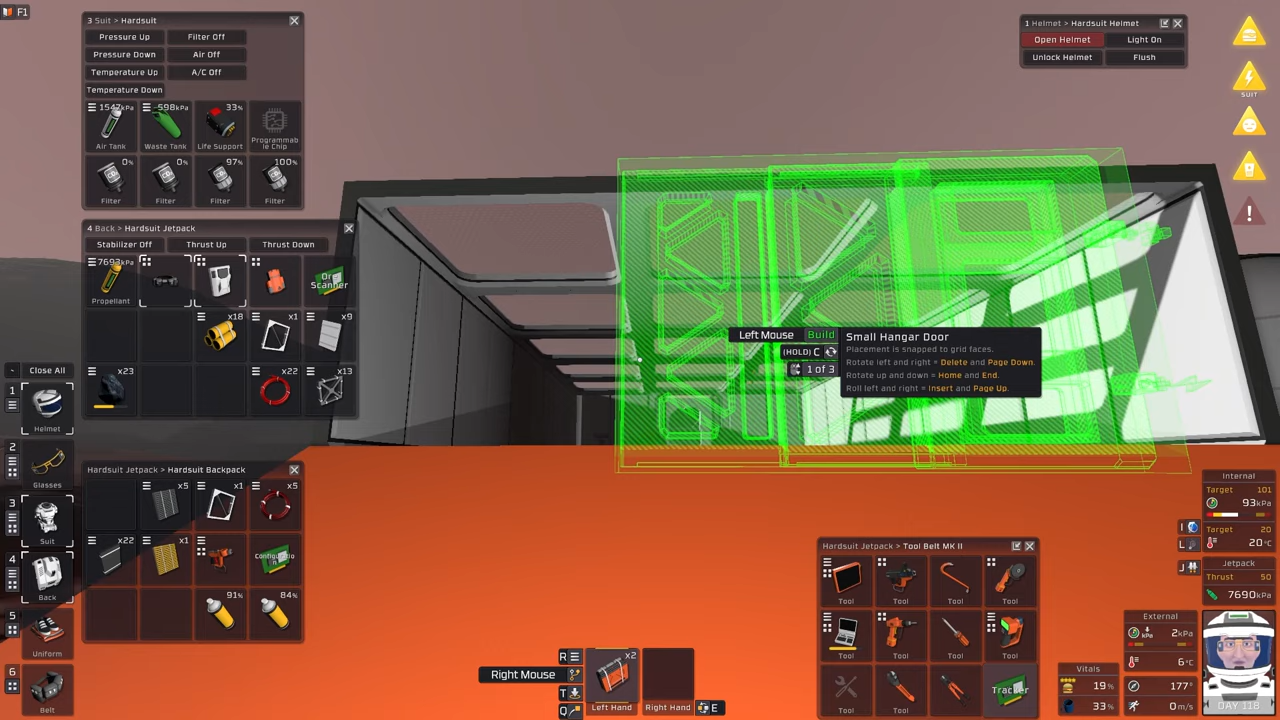 F1
3 Suit > Hardsuit
Pressure Up
Filter Off
Pressure Down
Air Off
Temperature Up
A/C Off
Temperature Down
1547kPa
Air Tank
598kPa
Waste Tank
33%
Life Support
Programmab
le Chip
0%
Filter
0%
Filter
97%
Filter
100%
Filter
4 Back > Hardsuit Jetpack
Stabilizer Off
Thrust Up
Thrust Down
Propellant
Ore
Scanner
x18
x1
x9
x23
x22
x13
Hardsuit Jetpack > Hardsuit Backpack
x5
x1
x5
x22
x1
91%
84%
~
Close All
1
Helmet
2
Glasses
3
Suit
4
Back
5
Uniform
6
Belt
1 Helmet > Hardsuit Helmet
Open Helmet
Light On
Unlock Helmet
Flush
SUIT
!
Left Mouse
Build
(HOLD) C
1 of 3
Small Hangar Door
Placement is snapped to grid faces.
Rotate left and right = Delete and Page Down.
Rotate up and down = Home and End.
Roll left and right = Insert and Page Up.
Right Mouse
R
T
Q
x2
Left Hand
Right Hand
E
Hardsuit Jetpack > Tool Belt MK II
Tool
Tool
Tool
Tool
Tool
Tool
Tool
Tool
Tool
Tool
Tool
Tracker
Internal
Target 101
93kPa
Target 20
20°C
I
L
J
Jetpack
Thrust 50
7690kPa
External
kPa
2kPa
6°C
177°
0m/s
Vitals
19%
33%
DAY 118